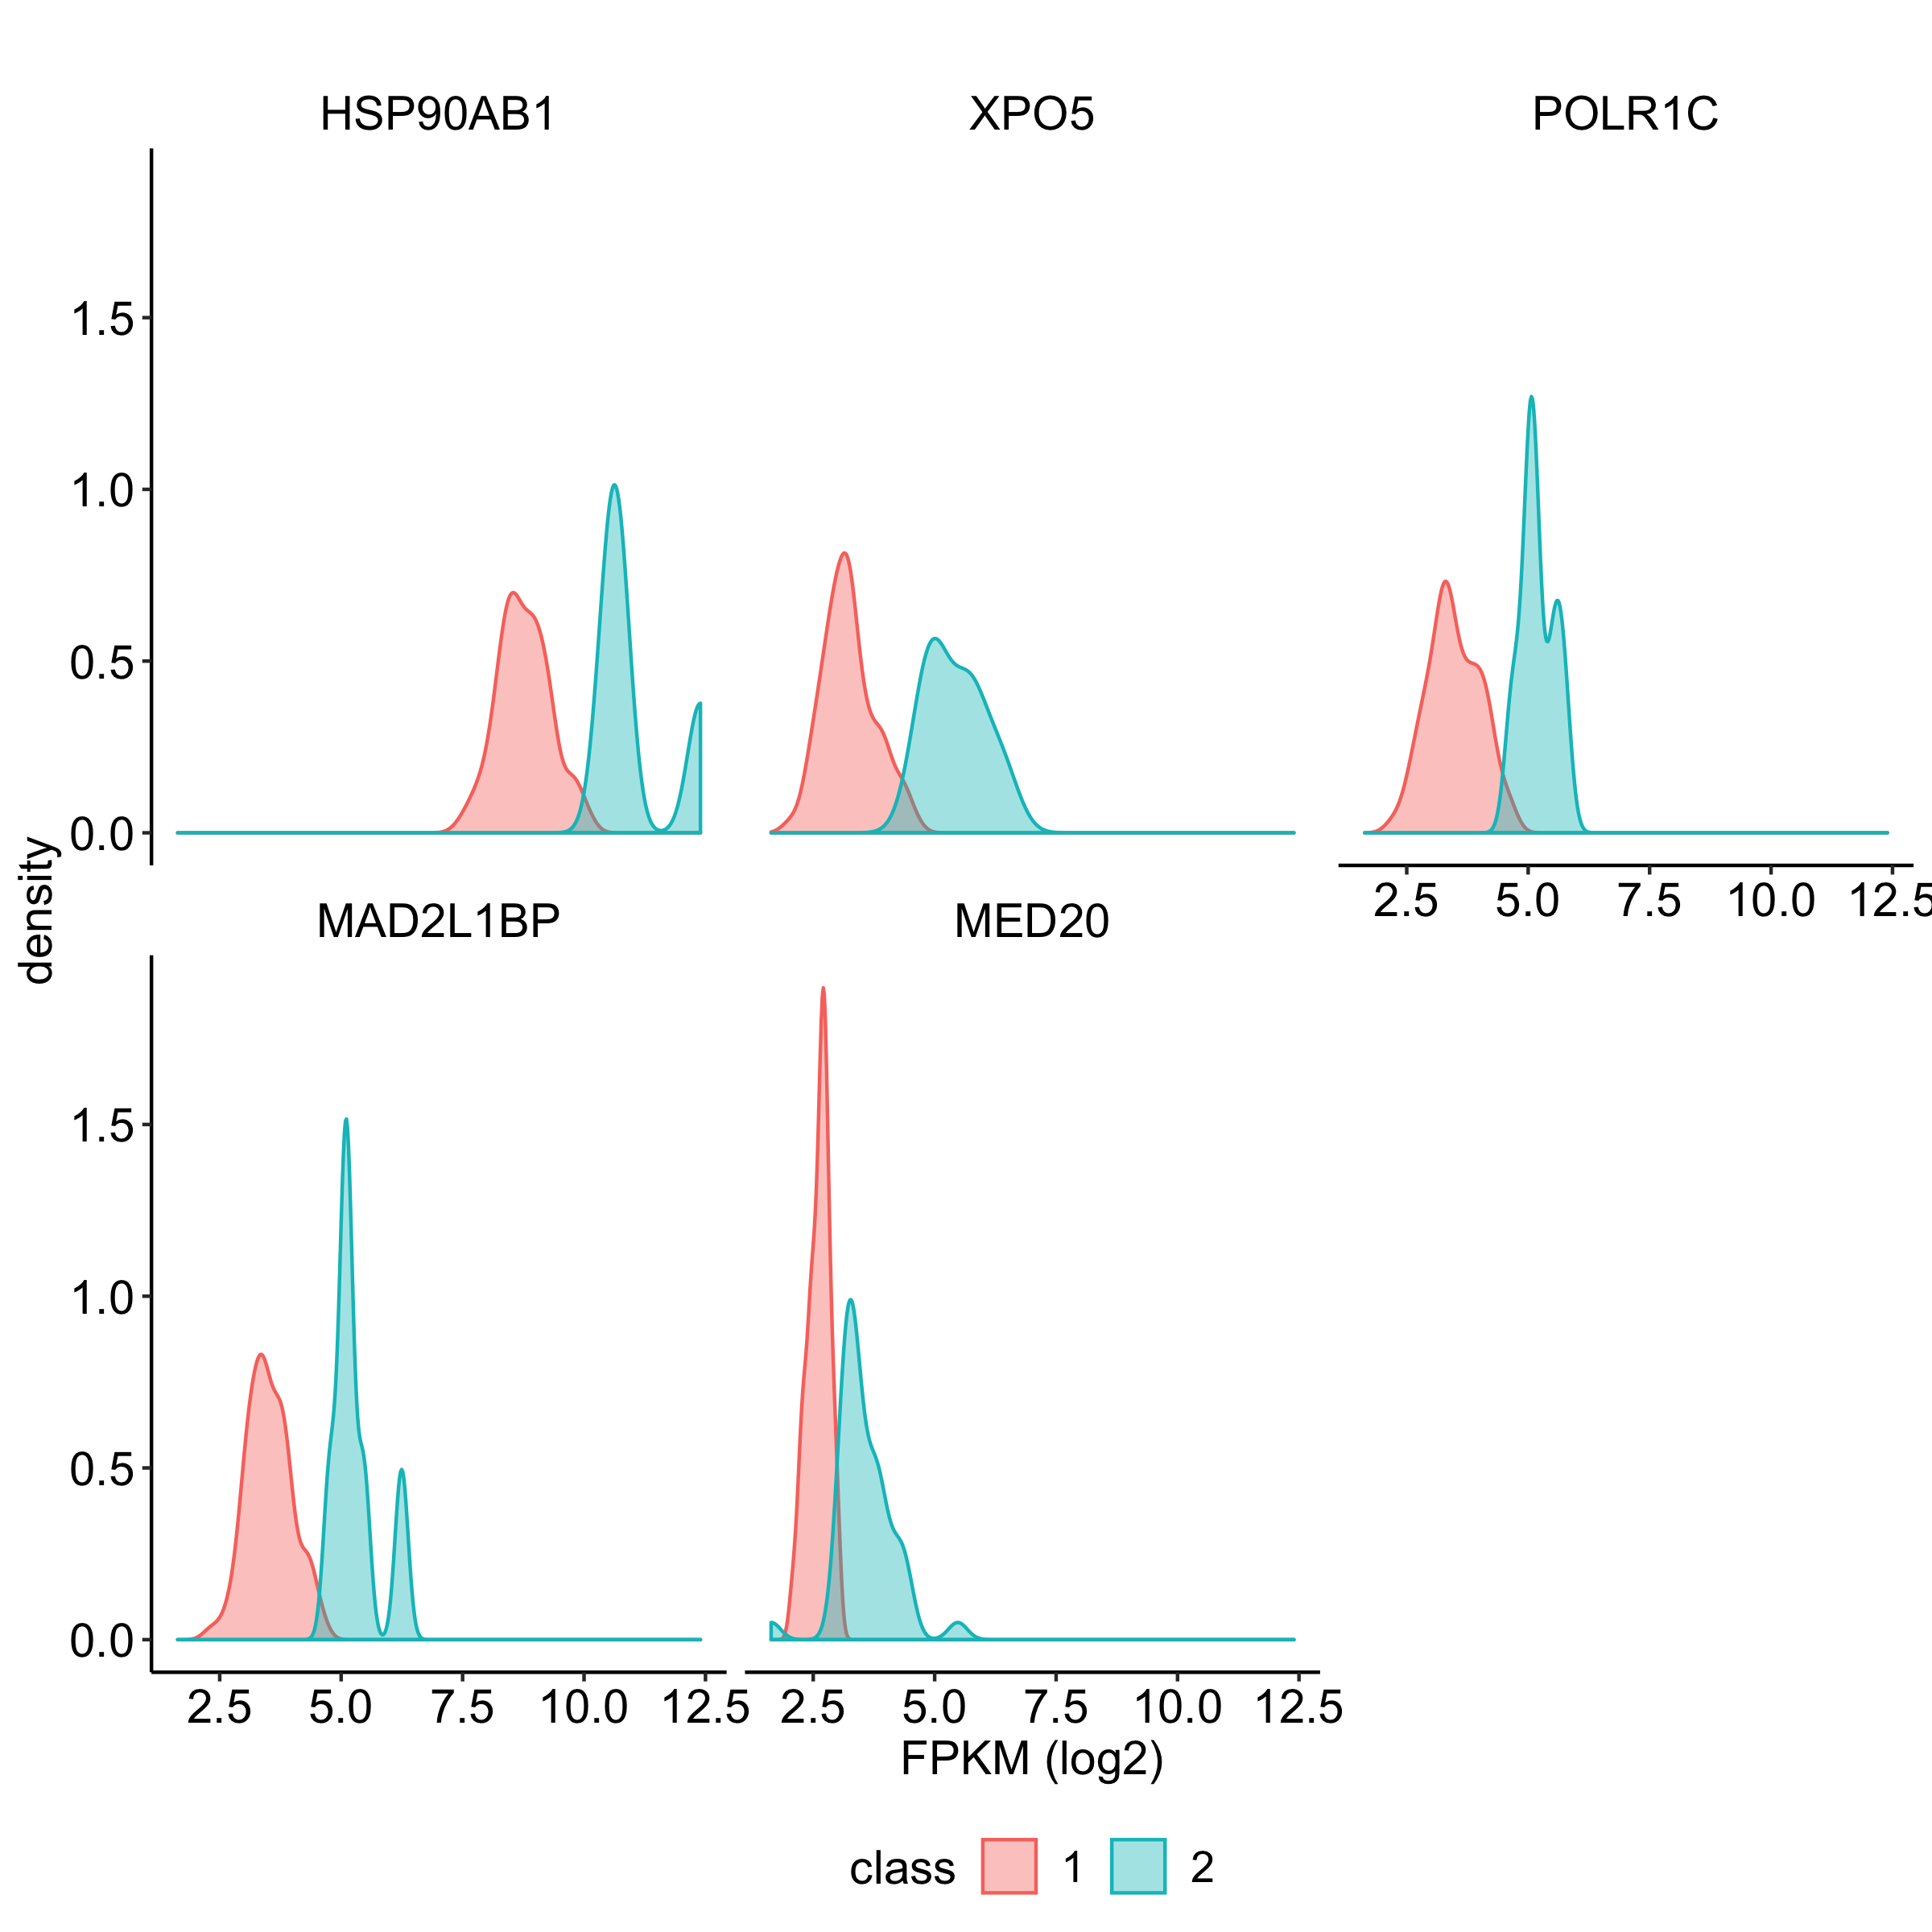 HSP90AB1 XPO5 POLR1C
1.5
1.0
0.5
0.0
2.5 5.0 7.5 10.0 12.5
density
MAD2L1BP MED20
1.5
1.0
0.5
0.0
2.5 5.0 7.5 10.0 12.5 2.5 5.0 7.5 10.0 12.5
FPKM (log2)
class 1 2